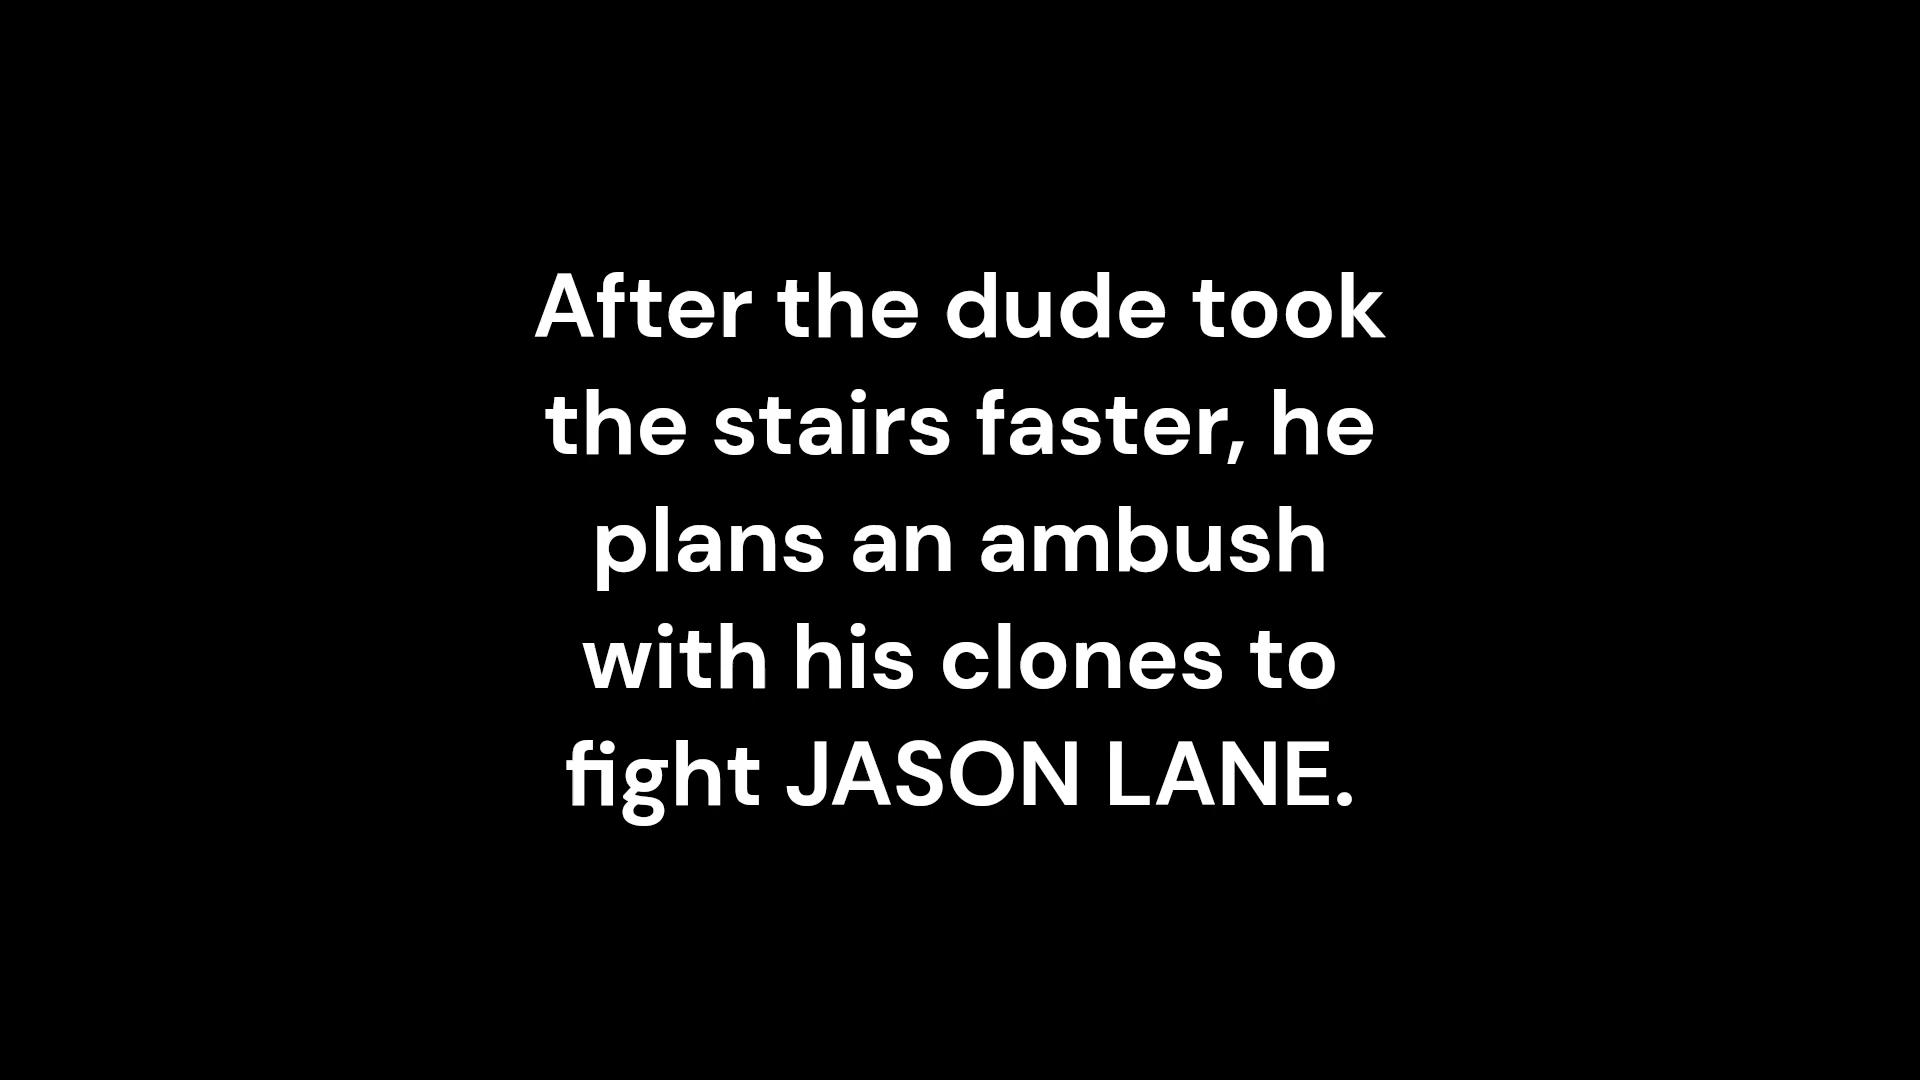 After the dude took
the stairs faster, he
plans an ambush
with his clones to
fight JASON LANE.